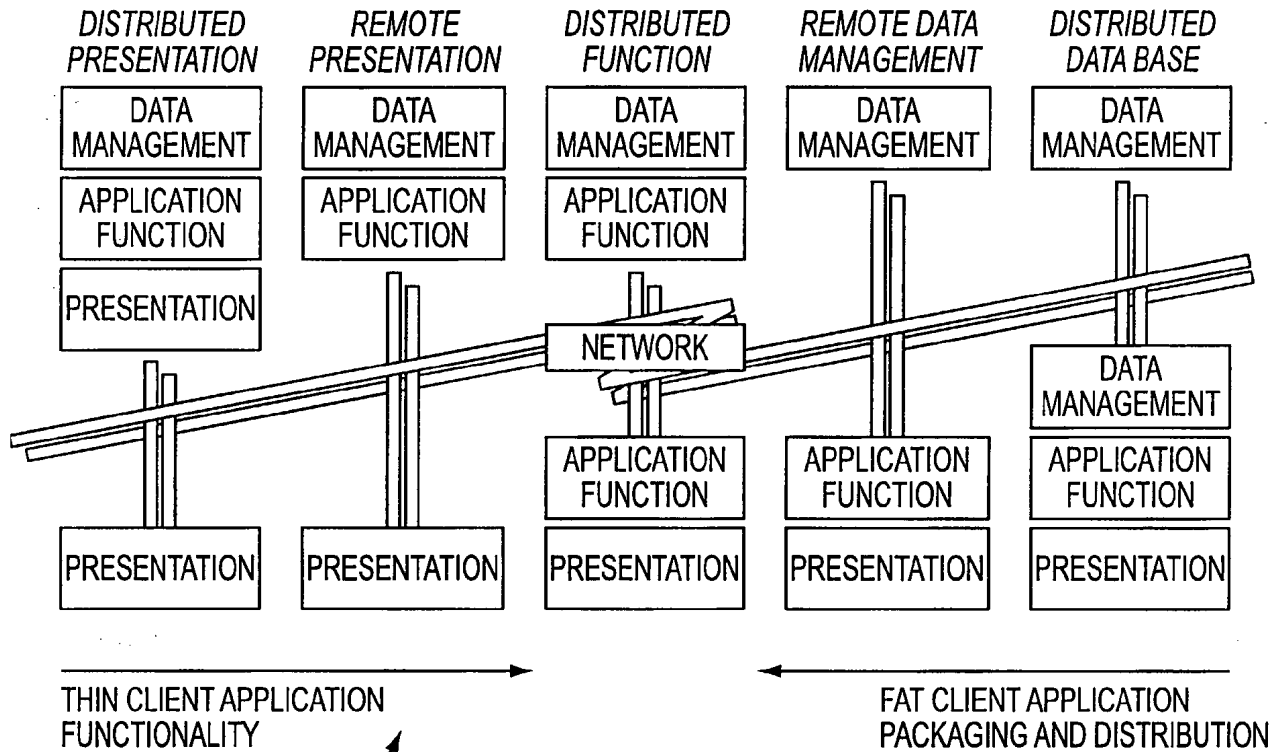 DISTRIBUTED
PRESENTATION
REMOTE
PRESENTATION
DISTRIBUTED
FUNCTION
REMOTE DATA
MANAGEMENT
DISTRIBUTED
DATA BASE
DATA
MANAGEMENT
DATA
MANAGEMENT
DATA
MANAGEMENT
DATA
MANAGEMENT
DATA
MANAGEMENT
APPLICATION
FUNCTION
APPLICATION
FUNCTION
APPLICATION
FUNCTION
PRESENTATION
NETWORK
DATA
MANAGEMENT
APPLICATION
FUNCTION
APPLICATION
FUNCTION
APPLICATION
FUNCTION
PRESENTATION
PRESENTATION
PRESENTATION
PRESENTATION
PRESENTATION
THIN CLIENT APPLICATION
FUNCTIONALITY
FAT CLIENT APPLICATION
PACKAGING AND DISTRIBUTION